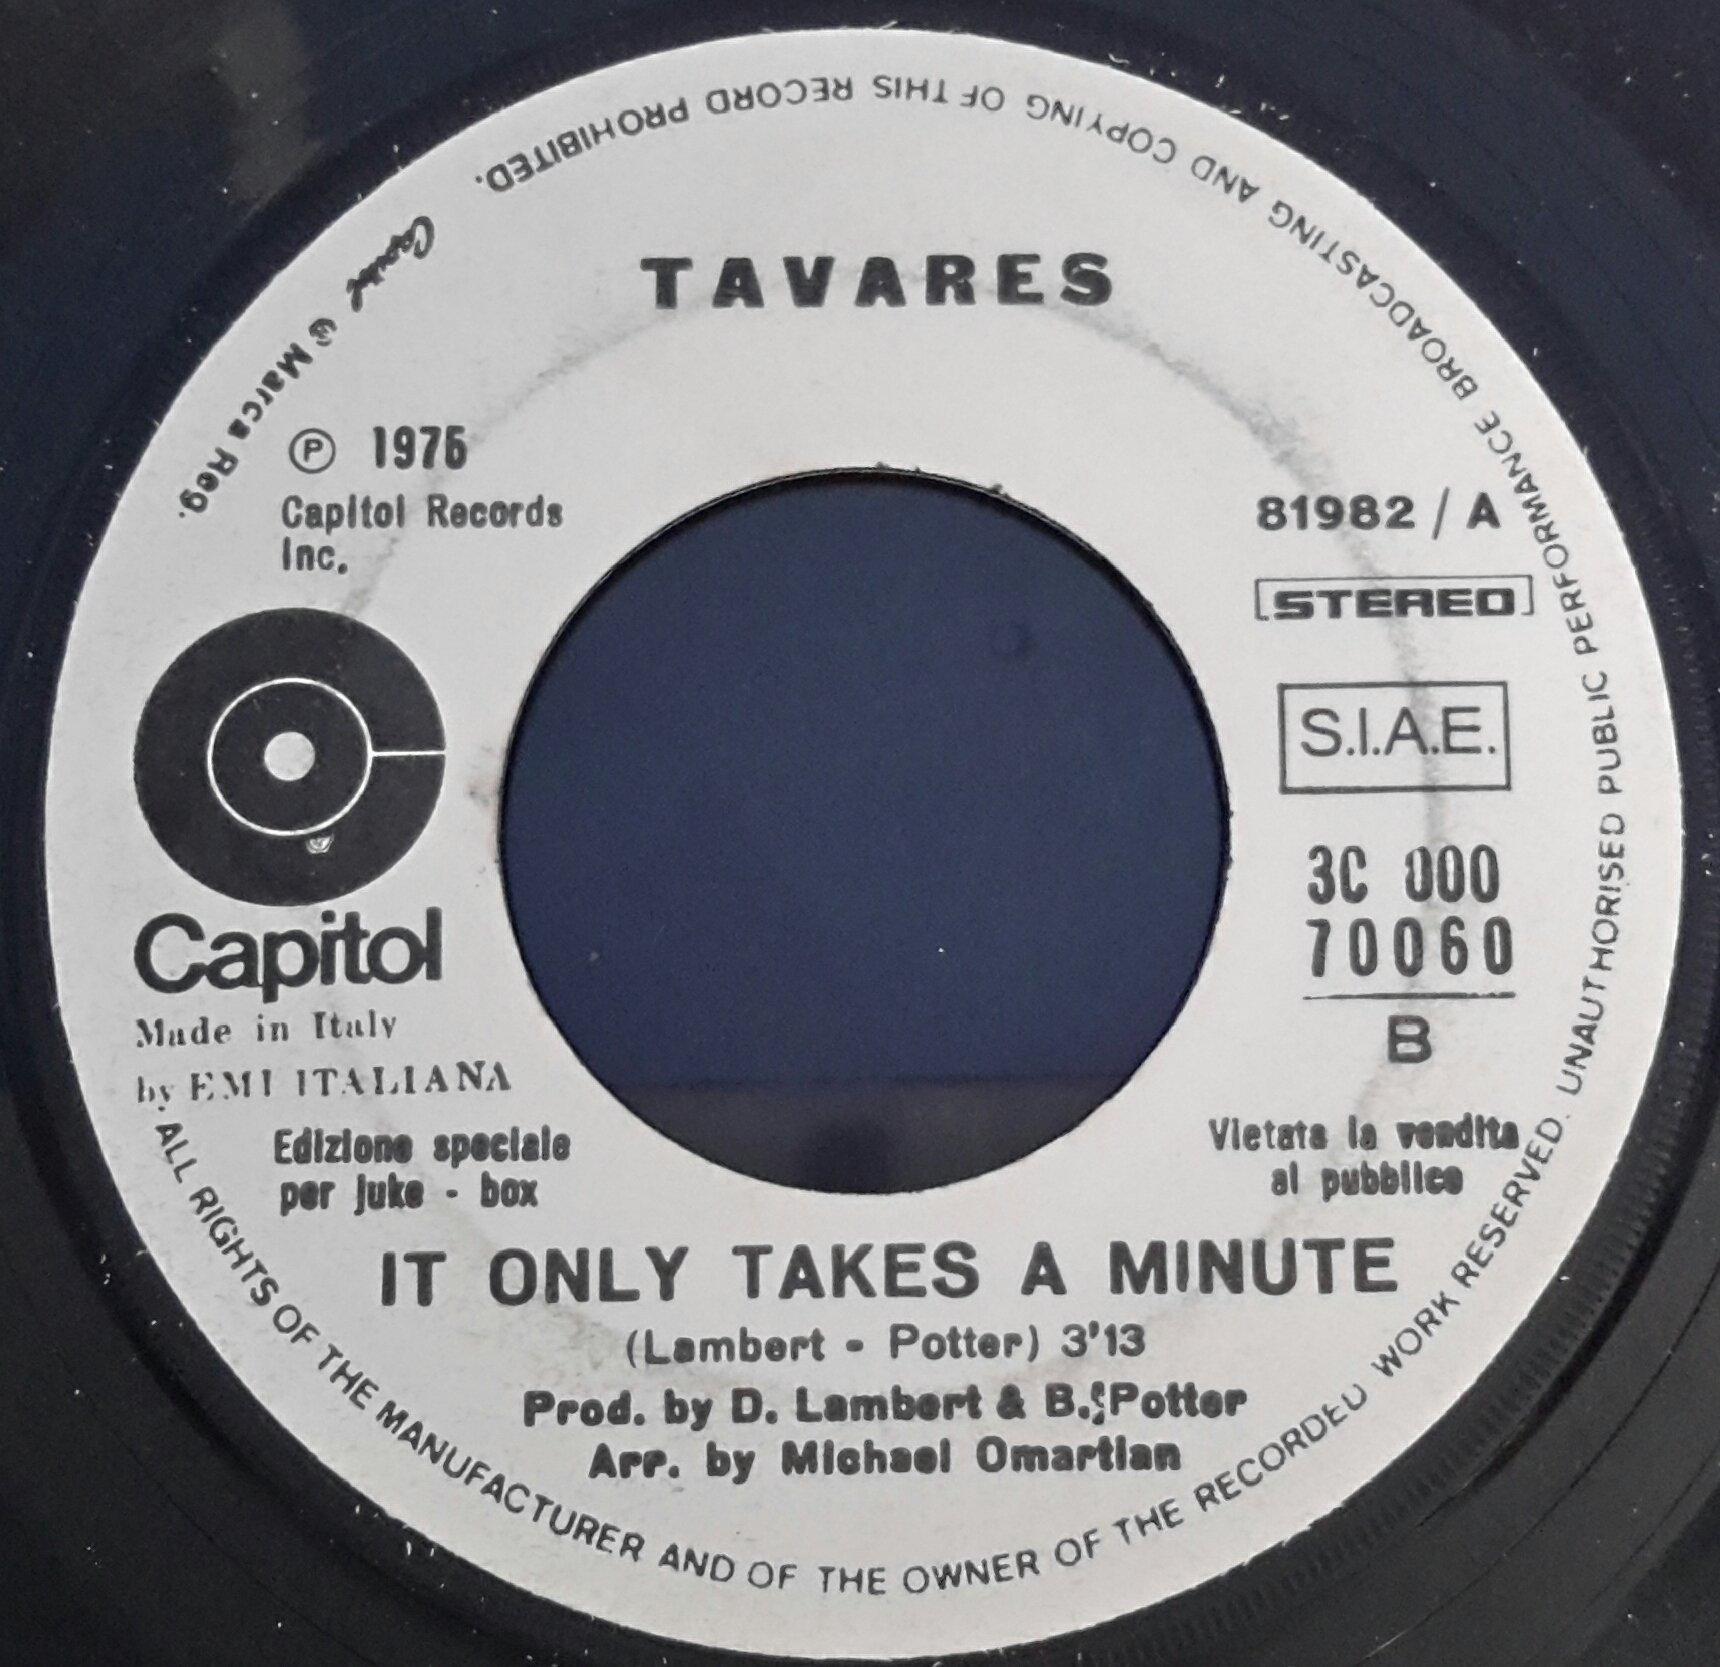 TAVARES
Ⓟ 1975
Capitol Records
Inc.
81982 / A
STEREO
S.I.A.E.
3C 000
70060
B
Capitol
Made in Italy
by EMI ITALIANA
Edizione speciale
per juke - box
Vietata la vendita
al pubblico
IT ONLY TAKES A MINUTE
(Lambert - Potter) 3'13
Prod. by D. Lambert & B. Potter
Arr. by Michael Omartian
Capitol Marca Reg.
ALL RIGHTS OF THE MANUFACTURER AND OF THE OWNER OF THE RECORDED WORK RESERVED. UNAUTHORISED PUBLIC PERFORMANCE BROADCASTING AND COPYING OF THIS RECORD PROHIBITED.